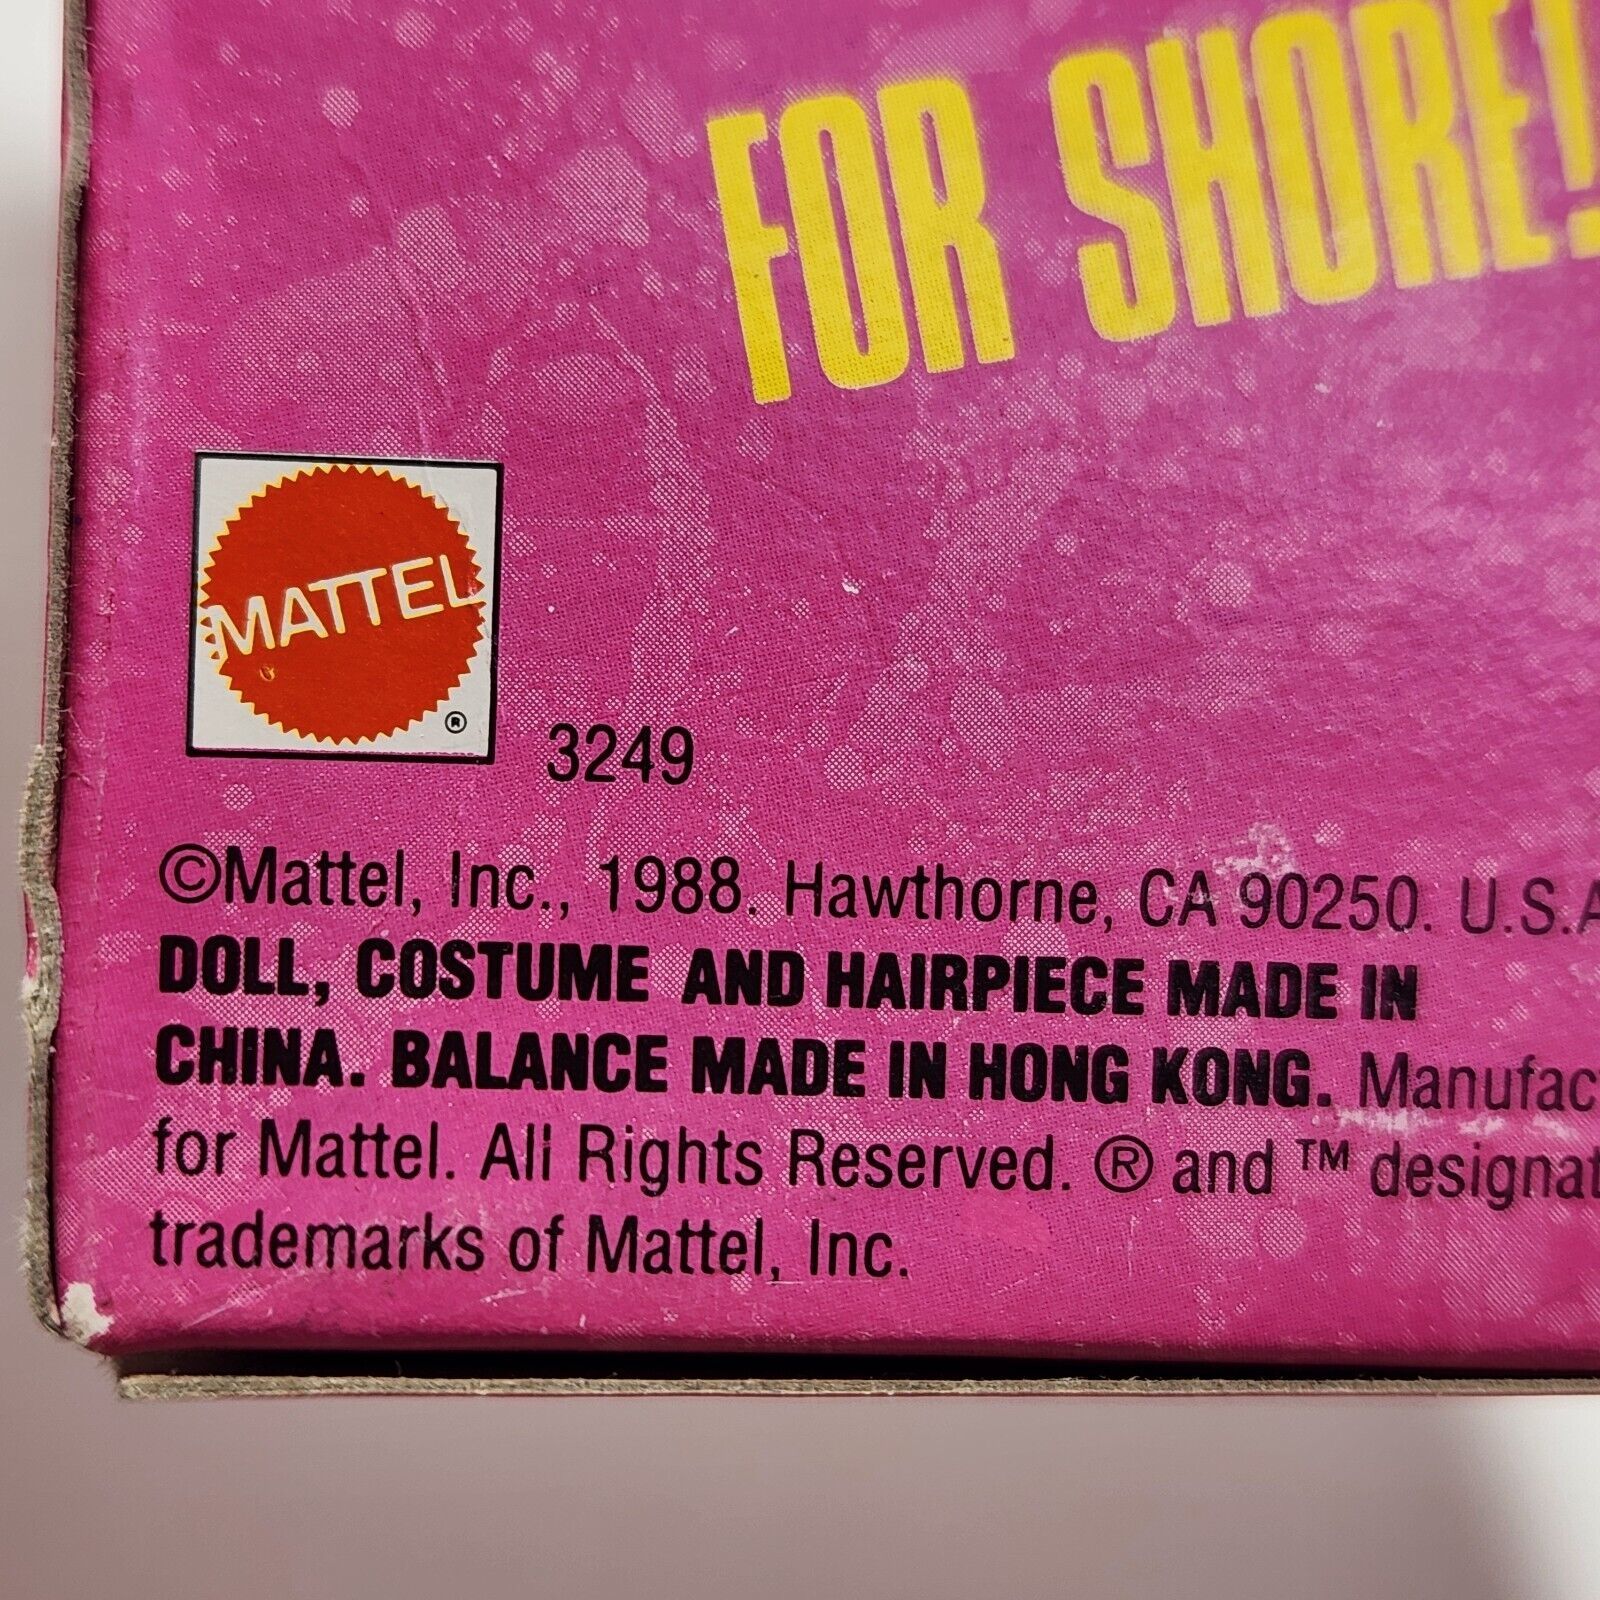 FOR SHORE!
MATTEL
®
3249
©Mattel, Inc., 1988. Hawthorne, CA 90250. U.S.A
DOLL, COSTUME AND HAIRPIECE MADE IN
CHINA. BALANCE MADE IN HONG KONG. Manufac
for Mattel. All Rights Reserved. ® and ™ designat
trademarks of Mattel, Inc.